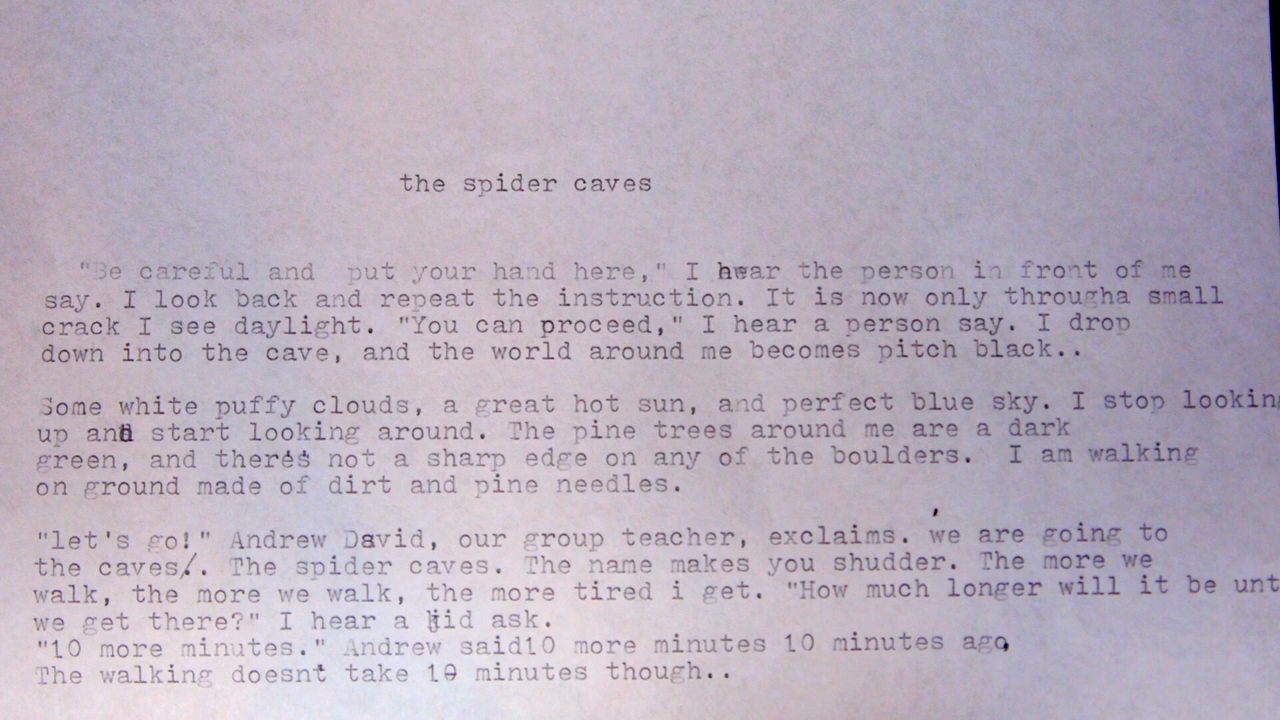 the spider caves
"Be careful and  put your hand here," I hear the person in front of me
say. I look back and repeat the instruction. It is now only througha small
crack I see daylight. "You can proceed," I hear a person say. I drop
down into the cave, and the world around me becomes pitch black..
Some white puffy clouds, a great hot sun, and perfect blue sky. I stop lookin
up and start looking around. The pine trees around me are a dark
green, and there's not a sharp edge on any of the boulders.  I am walking
on ground made of dirt and pine needles.
"let's go!" Andrew David, our group teacher, exclaims. we are going to
the caves/. The spider caves. The name makes you shudder. The more we
walk, the more we walk, the more tired i get. "How much longer will it be unt
we get there?" I hear a kid ask.
"10 more minutes." Andrew said10 more minutes 10 minutes ago,
The walking doesnt take 10 minutes though..